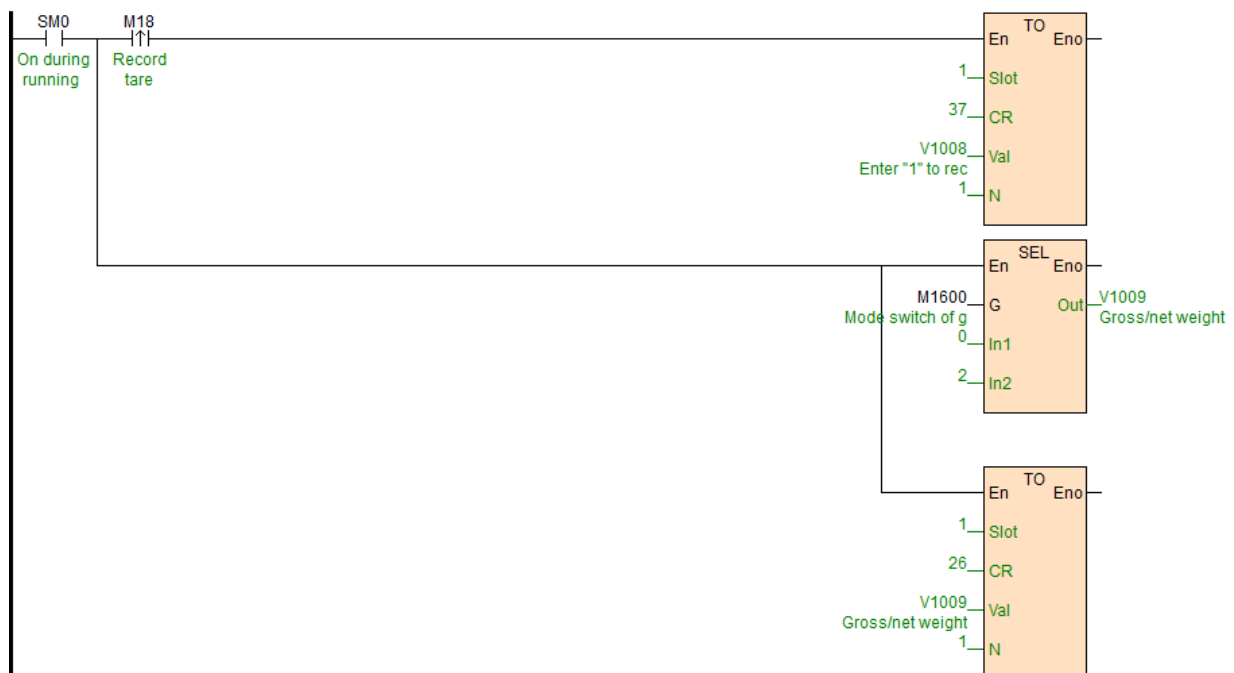 SM0
On during
running
M18
Record
tare
TO
En Eno
1 Slot
37 CR
V1008 Val
Enter "1" to rec
1 N
SEL
En Eno
M1600 G Out V1009
Mode switch of g Gross/net weight
0 In1
2 In2
TO
En Eno
1 Slot
26 CR
V1009 Val
Gross/net weight
1 N